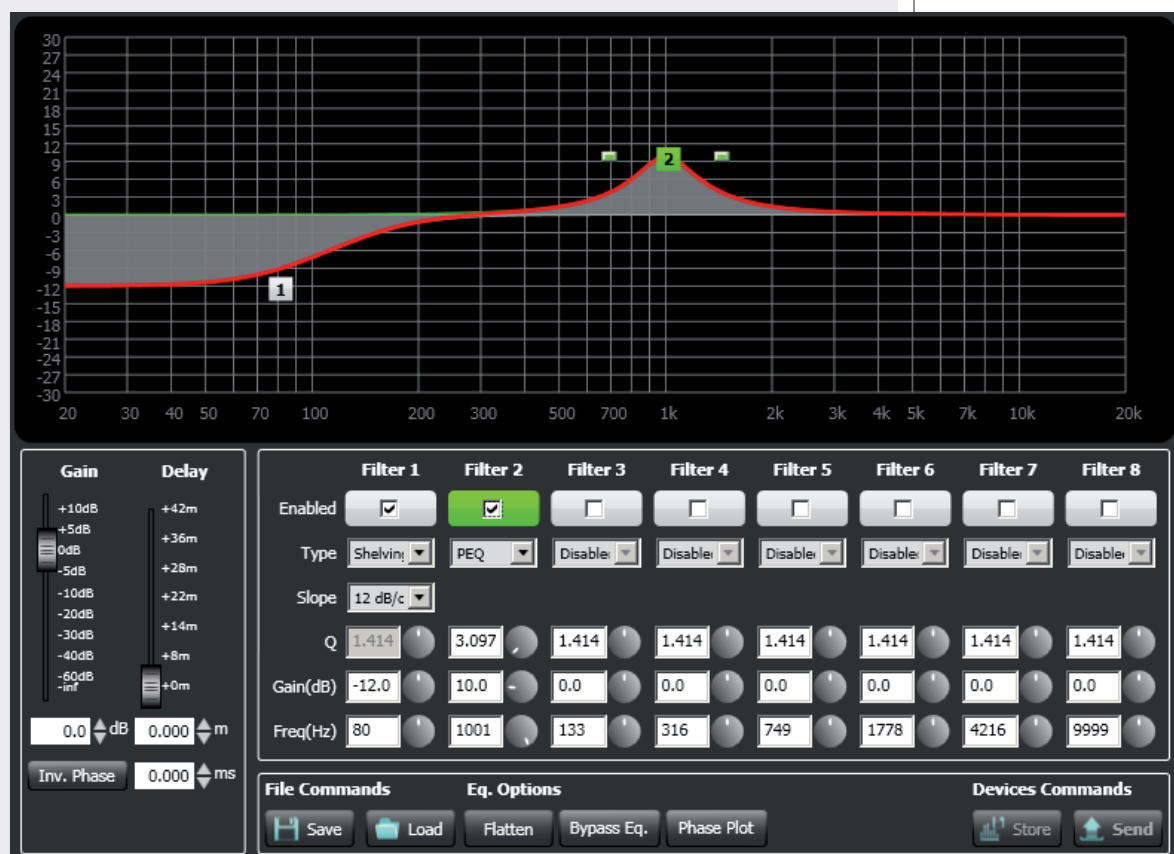 30
27
24
21
18
15
12
9
6
3
0
-3
-6
-9
-12
-15
-18
-21
-24
-27
-30
2
1
20 30 40 50 70 100 200 300 500 700 1k 2k 3k 4k 5k 7k 10k 20k
Gain Delay
+10dB
+5dB
0dB
-5dB
-10dB
-20dB
-30dB
-40dB
-60dB
-inf
+42m
+36m
+28m
+22m
+14m
+8m
+0m
0.0 dB 0.000 m
Inv. Phase 0.000 ms
Filter 1 Filter 2 Filter 3 Filter 4 Filter 5 Filter 6 Filter 7 Filter 8
Enabled
Type Shelving PEQ Disable Disable Disable Disable Disable Disable
Slope 12 dB/c
Q 1.414 3.097 1.414 1.414 1.414 1.414 1.414 1.414
Gain(dB) -12.0 10.0 0.0 0.0 0.0 0.0 0.0 0.0
Freq(Hz) 80 1001 133 316 749 1778 4216 9999
File Commands Eq. Options Devices Commands
Save Load Flatten Bypass Eq. Phase Plot Store Send